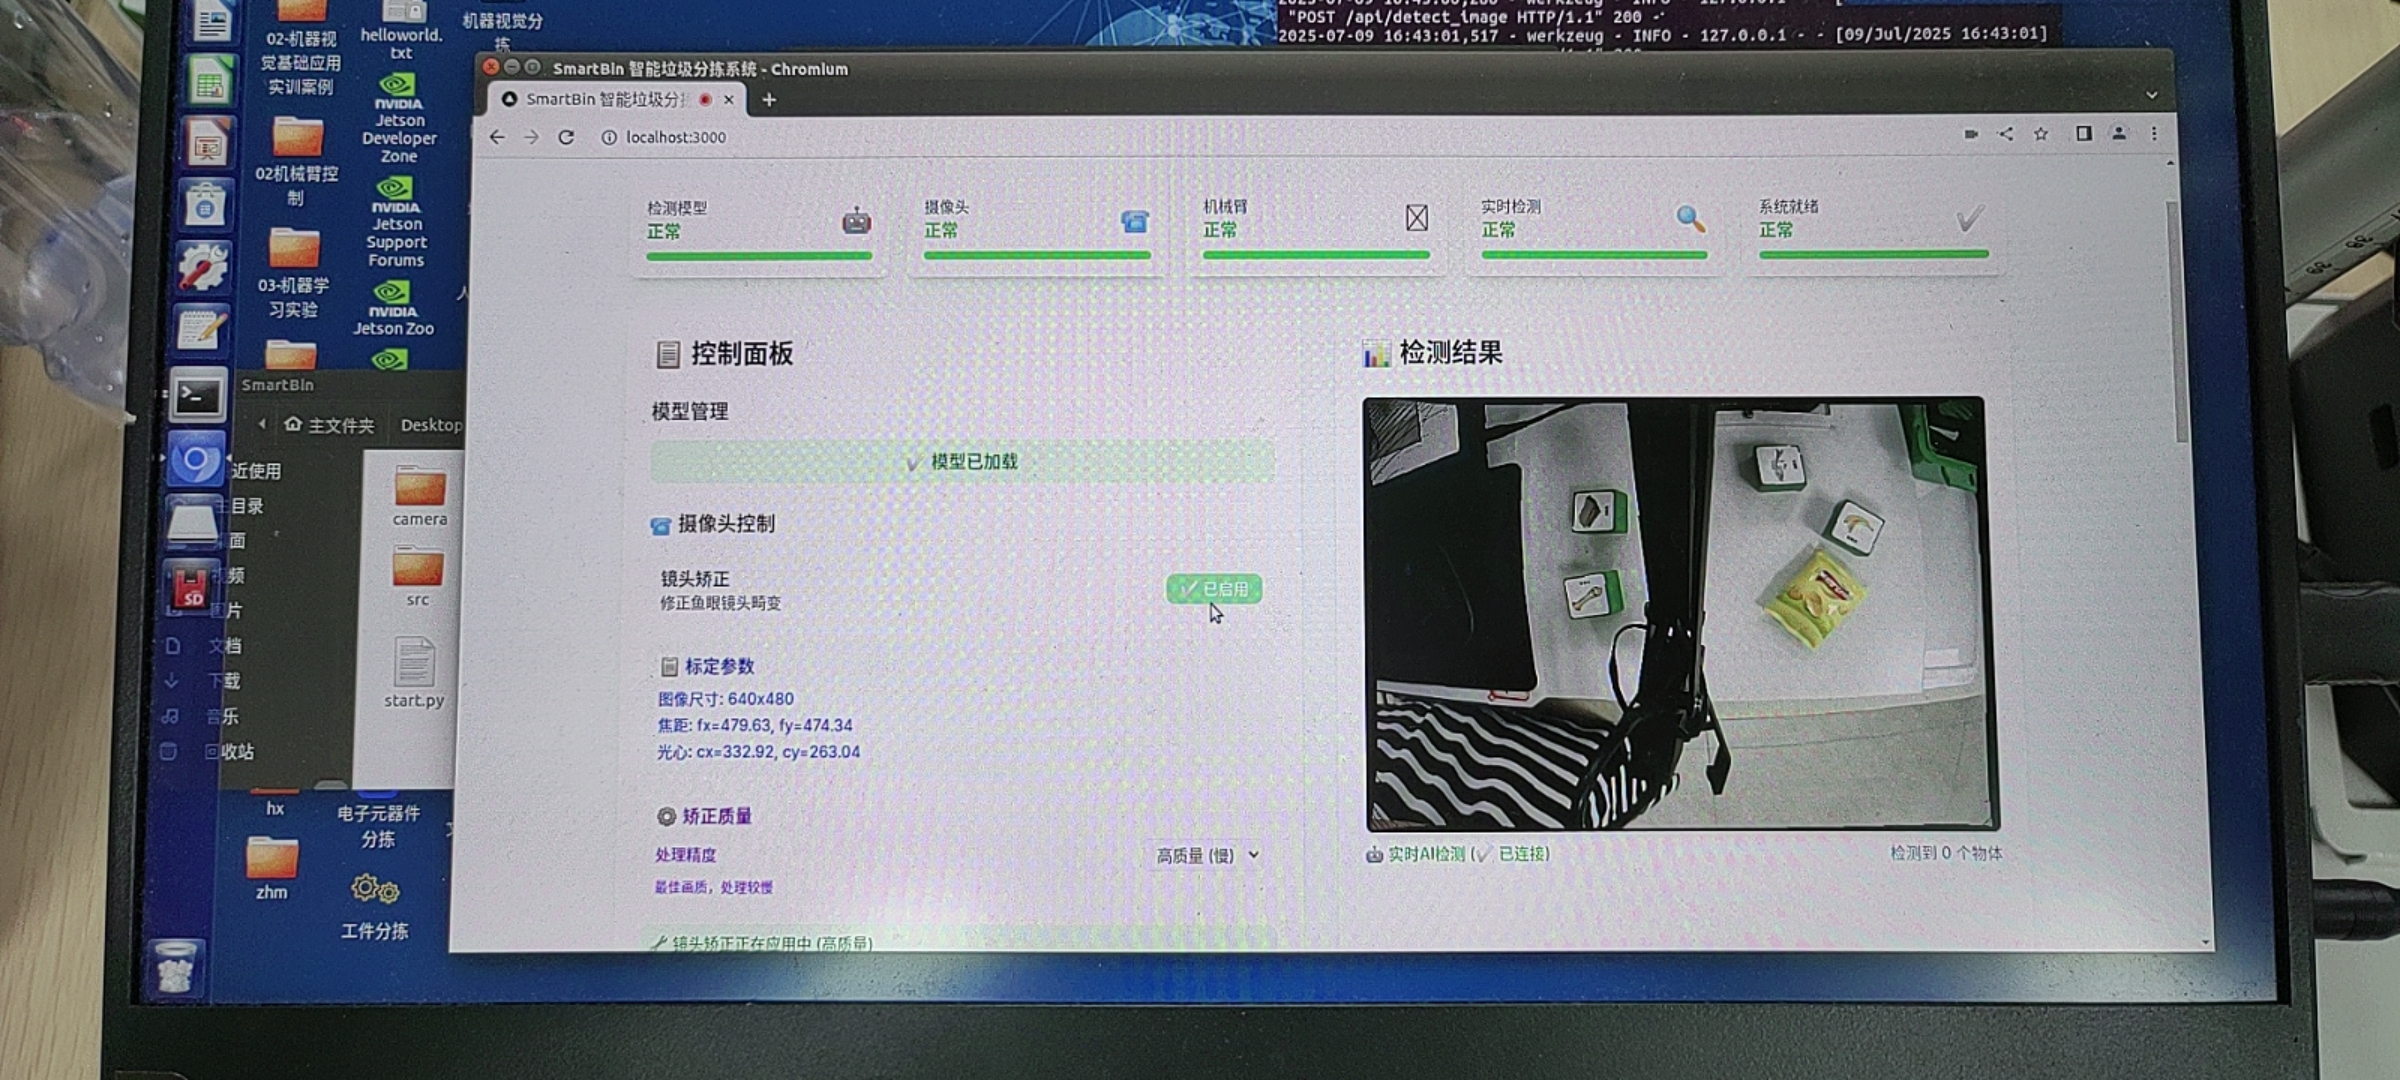 02-机器视
觉基础应用
实训案例
helloworld.
txt
机器视觉分
拣
"POST /api/detect_image HTTP/1.1" 200 -
2025-07-09 16:43:01,517 - werkzeug - INFO - 127.0.0.1 - - [09/Jul/2025 16:43:01]
NVIDIA
Jetson
Developer
Zone
02机械臂控
制
NVIDIA
Jetson
Support
Forums
03-机器学
习实验
NVIDIA
Jetson Zoo
SmartBin
主文件夹
Desktop
近使用
主目录
面
视频
图片
文档
下载
音乐
回收站
camera
src
start.py
SD
hx
电子元器件
分拣
zhm
工件分拣
SmartBin 智能垃圾分拣系统 - Chromium
SmartBin 智能垃圾分拣
localhost:3000
检测模型
正常
摄像头
正常
机械臂
正常
实时检测
正常
系统就绪
正常
控制面板
模型管理
模型已加载
摄像头控制
镜头矫正
修正鱼眼镜头畸变
已启用
标定参数
图像尺寸: 640x480
焦距: fx=479.63, fy=474.34
光心: cx=332.92, cy=263.04
矫正质量
处理精度
高质量 (慢)
最佳画质，处理较慢
镜头矫正正在应用中 (高质量)
检测结果
实时AI检测 (✓ 已连接)
检测到 0 个物体